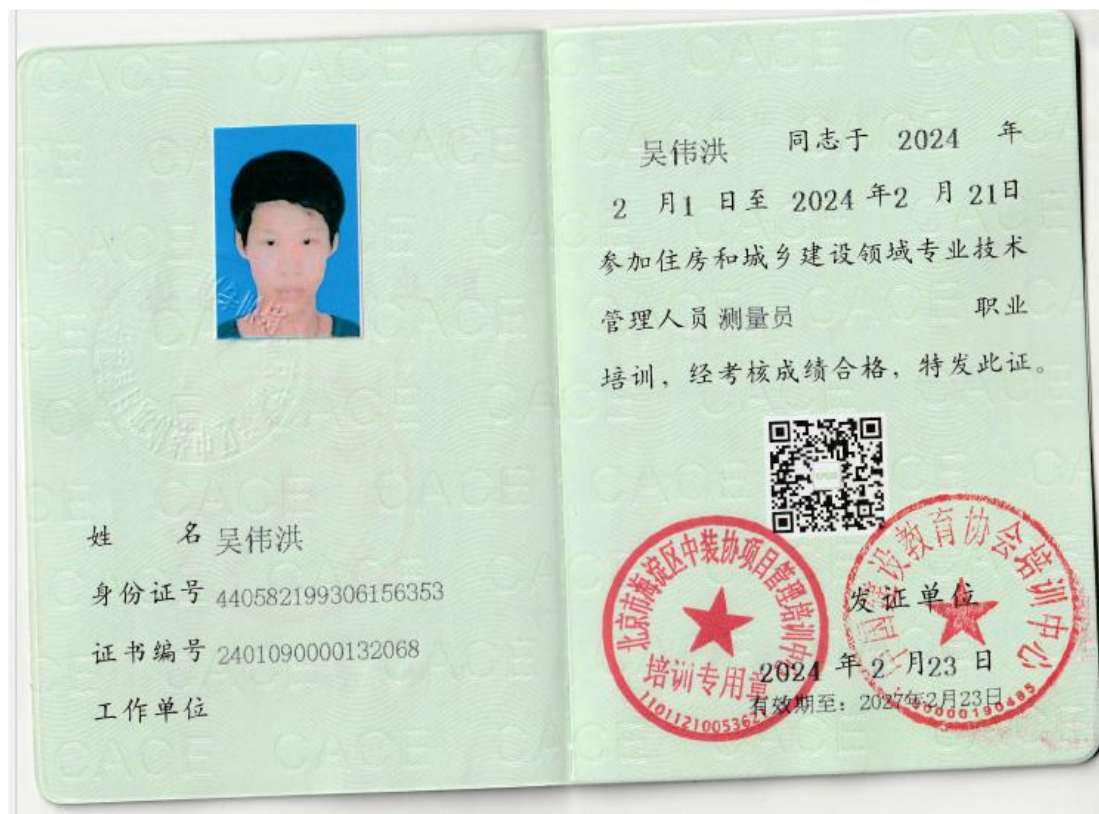 姓 名 吴伟洪
身份证号 440582199306156353
证书编号 2401090000132068
工作单位
吴伟洪 同志于 2024 年
2 月1 日至 2024 年2 月 21日
参加住房和城乡建设领域专业技术
管理人员测量员 职业
培训，经考核成绩合格，特发此证。
北京市海淀区中装协项目管理培训中心
培训专用章
中国建设教育协会培训中心
发证单位
2024 年 2 月23 日
有效期至：2027年2月23日
CACE